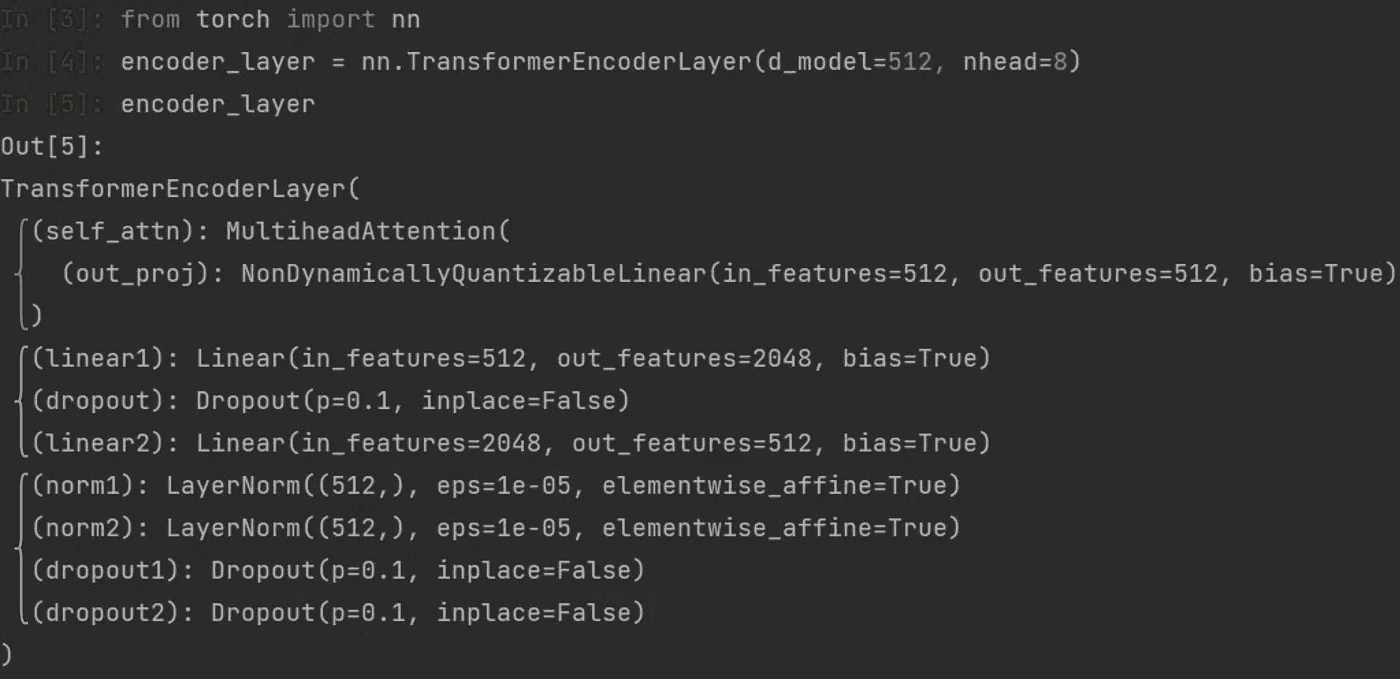 In [3]: from torch import nn
In [4]: encoder_layer = nn.TransformerEncoderLayer(d_model=512, nhead=8)
In [5]: encoder_layer
Out[5]:
TransformerEncoderLayer(
(self_attn): MultiheadAttention(
(out_proj): NonDynamicallyQuantizableLinear(in_features=512, out_features=512, bias=True)
)
(linear1): Linear(in_features=512, out_features=2048, bias=True)
(dropout): Dropout(p=0.1, inplace=False)
(linear2): Linear(in_features=2048, out_features=512, bias=True)
(norm1): LayerNorm((512,), eps=1e-05, elementwise_affine=True)
(norm2): LayerNorm((512,), eps=1e-05, elementwise_affine=True)
(dropout1): Dropout(p=0.1, inplace=False)
(dropout2): Dropout(p=0.1, inplace=False)
)